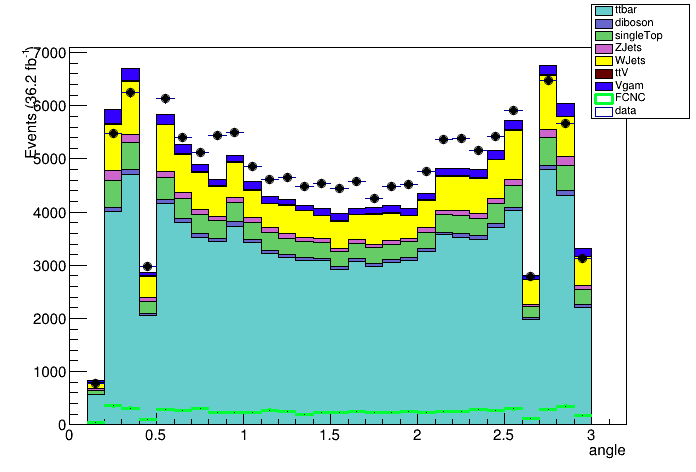 ttbar
diboson
singleTop
ZJets
WJets
ttV
Vgam
FCNC
data
Events (36.2 fb⁻¹)
7000
6000
5000
4000
3000
2000
1000
0
0 0.5 1 1.5 2 2.5 3
angle